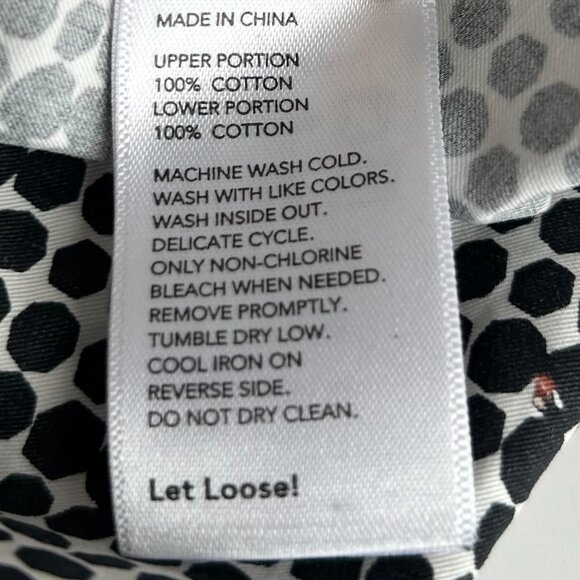 MADE IN CHINA
UPPER PORTION
100% COTTON
LOWER PORTION
100% COTTON
MACHINE WASH COLD.
WASH WITH LIKE COLORS.
WASH INSIDE OUT.
DELICATE CYCLE.
ONLY NON-CHLORINE
BLEACH WHEN NEEDED.
REMOVE PROMPTLY.
TUMBLE DRY LOW.
COOL IRON ON
REVERSE SIDE.
DO NOT DRY CLEAN.
Let Loose!